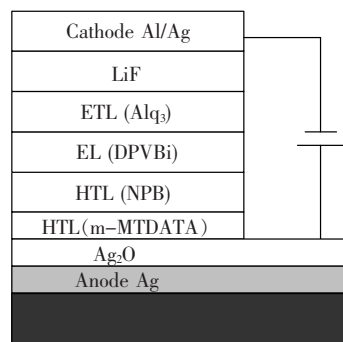 Cathode Al/Ag
LiF
ETL (Alq₃)
EL (DPVBi)
HTL (NPB)
HTL(m−MTDATA)
Ag₂O
Anode Ag